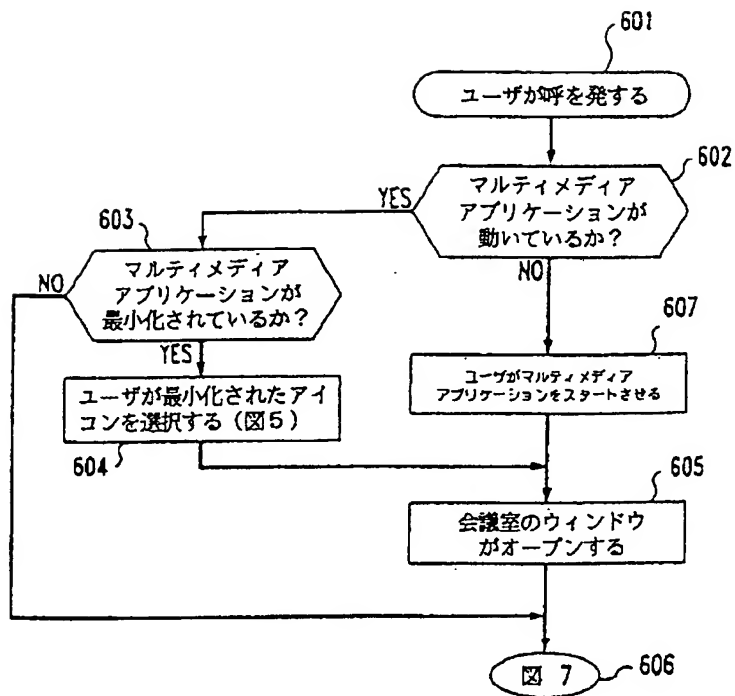 601
ユーザが呼を発する
602
マルティメディア
アプリケーションが
動いているか?
YES
NO
603
マルティメディア
アプリケーションが
最小化されているか?
NO
YES
607
ユーザがマルティメディア
アプリケーションをスタートさせる
ユーザが最小化されたアイ
コンを選択する(図5)
604
605
会議室のウィンドウ
がオープンする
図 7
606